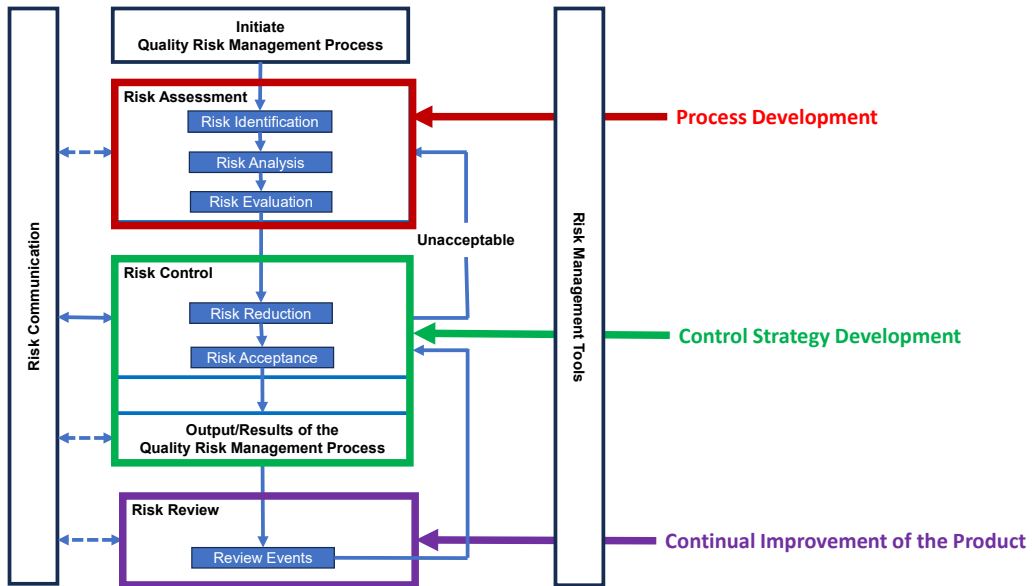 Initiate
Quality Risk Management Process
Risk Assessment
Risk Identification
Risk Analysis
Risk Evaluation
Process Development
Unacceptable
Risk Communication
Risk Management Tools
Risk Control
Risk Reduction
Risk Acceptance
Control Strategy Development
Output/Results of the
Quality Risk Management Process
Risk Review
Review Events
Continual Improvement of the Product